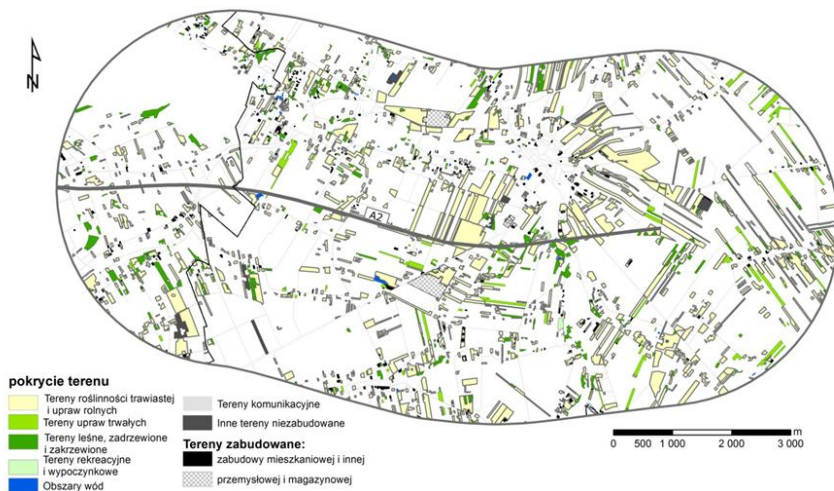 N
A2
pokrycie terenu
Tereny roślinności trawiastej
i upraw rolnych
Tereny upraw trwałych
Tereny leśne, zadrzewione
i zakrzewione
Tereny rekreacyjne
i wypoczynkowe
Obszary wód
Tereny komunikacyjne
Inne tereny niezabudowane
Tereny zabudowane:
zabudowy mieszkaniowej i innej
przemysłowej i magazynowej
m
0 500 1 000 2 000 3 000